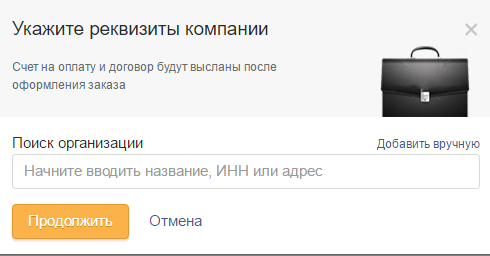 Укажите реквизиты компании
Счет на оплату и договор будут высланы после
оформления заказа
Поиск организации
Добавить вручную
Начните вводить название, ИНН или адрес
Продолжить
Отмена